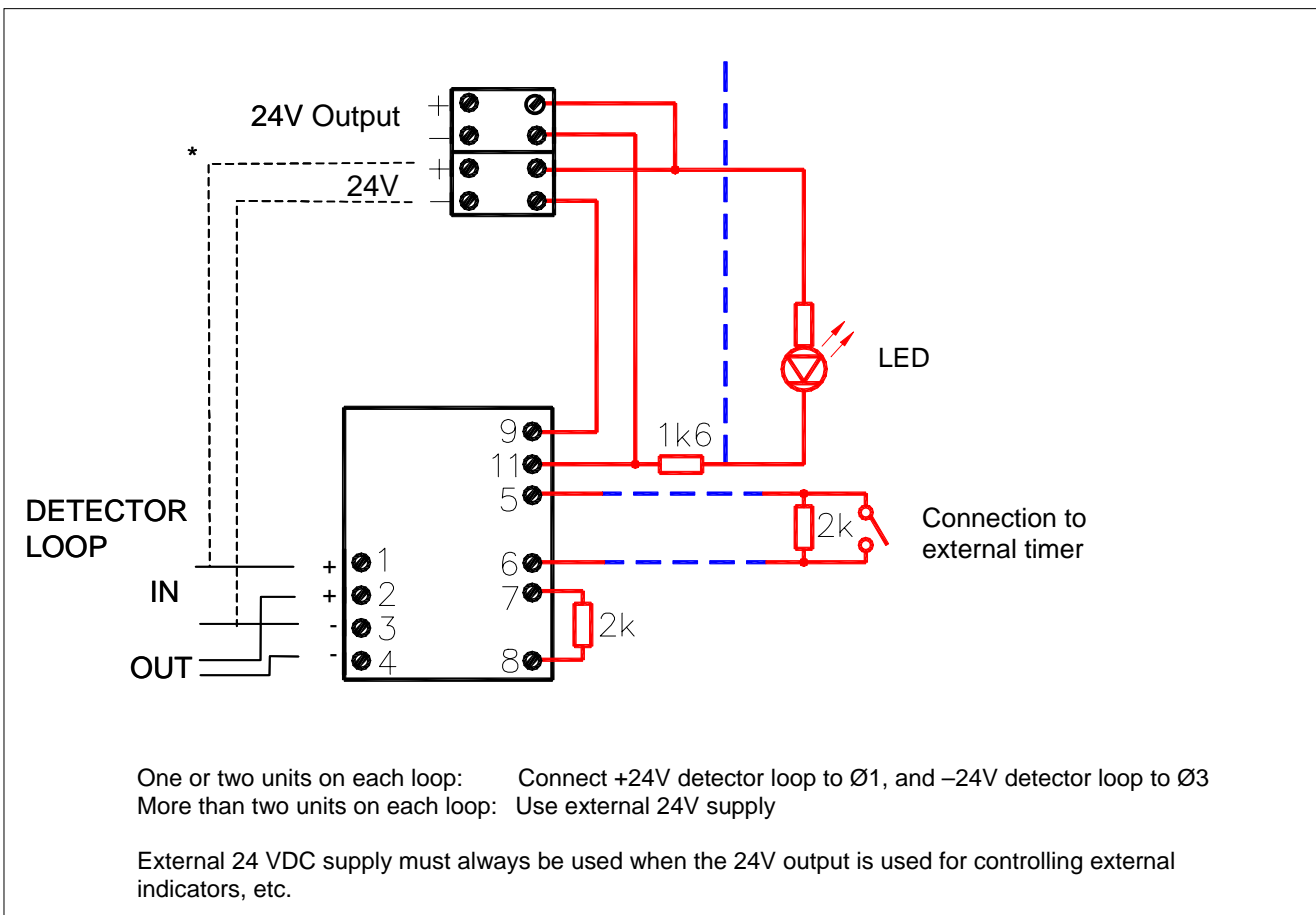 24V Output
+
–
*
24V
+
–
LED
9
1k6
11
5
DETECTOR
LOOP
2k
Connection to
external timer
IN
+
1
6
+
2
7
-
3
2k
OUT
-
4
8
One or two units on each loop: Connect +24V detector loop to Ø1, and –24V detector loop to Ø3
More than two units on each loop: Use external 24V supply
External 24 VDC supply must always be used when the 24V output is used for controlling external
indicators, etc.